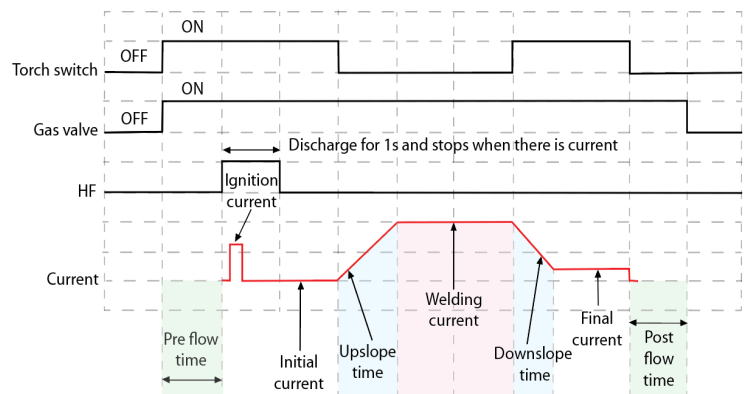 ON
OFF
Torch switch
ON
OFF
Gas valve
Discharge for 1s and stops when there is current
HF
Ignition
current
Current
Welding
current
Final
current
Pre flow
time
Initial
current
Upslope
time
Downslope
time
Post
flow
time